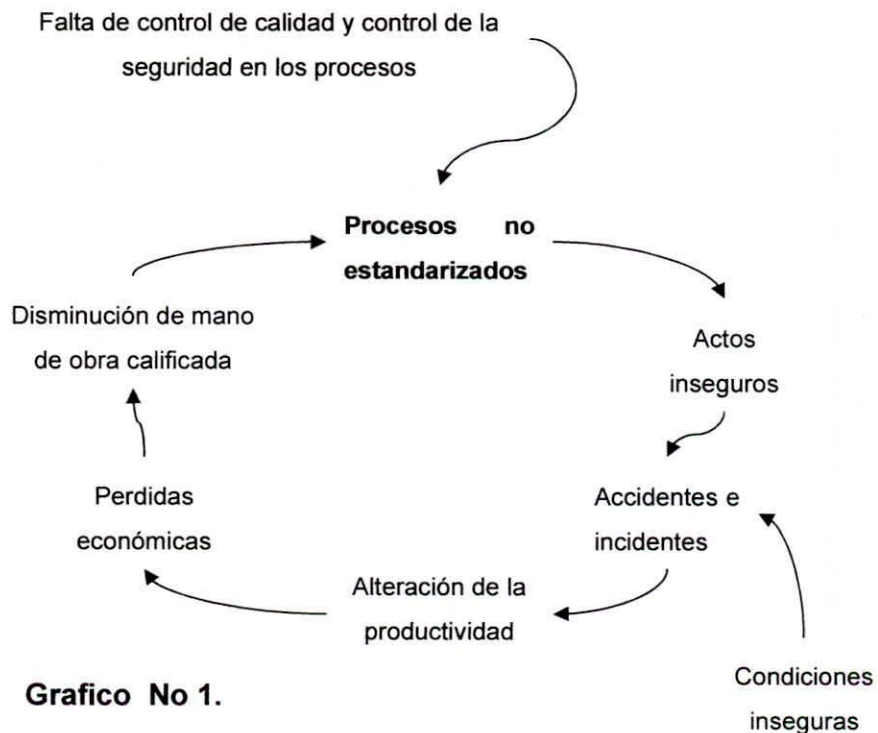 Falta de control de calidad y control de la
seguridad en los procesos
Procesos no
estandarizados
Disminución de mano
de obra calificada
Actos
inseguros
Perdidas
económicas
Accidentes e
incidentes
Alteración de la
productividad
Condiciones
inseguras
Grafico No 1.